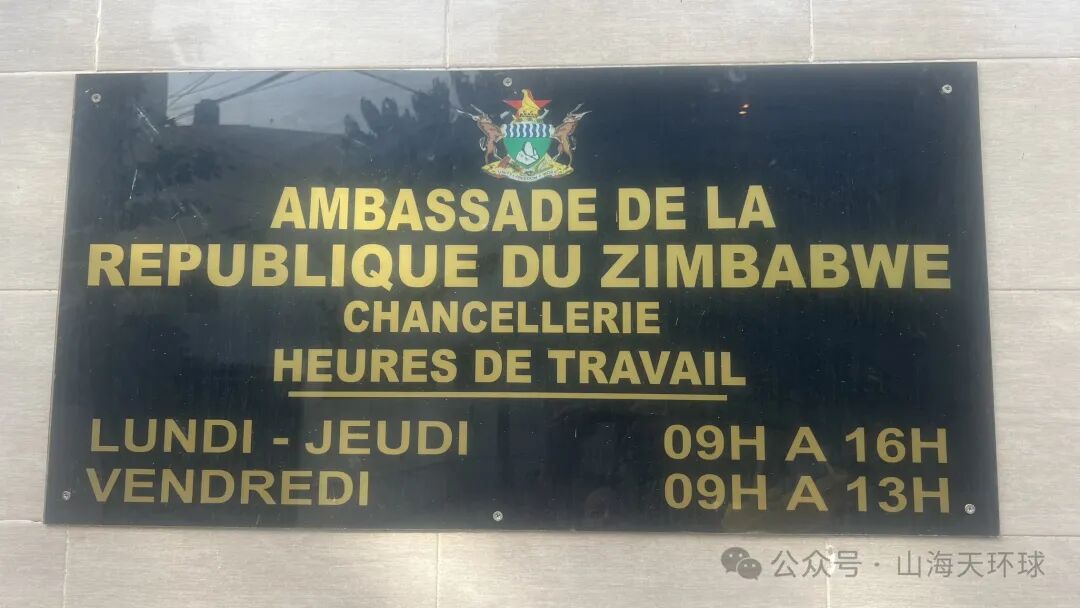 AMBASSADE DE LA
REPUBLIQUE DU ZIMBABWE
CHANCELLERIE
HEURES DE TRAVAIL
LUNDI - JEUDI 09H A 16H
VENDREDI 09H A 13H
公众号 · 山海天环球